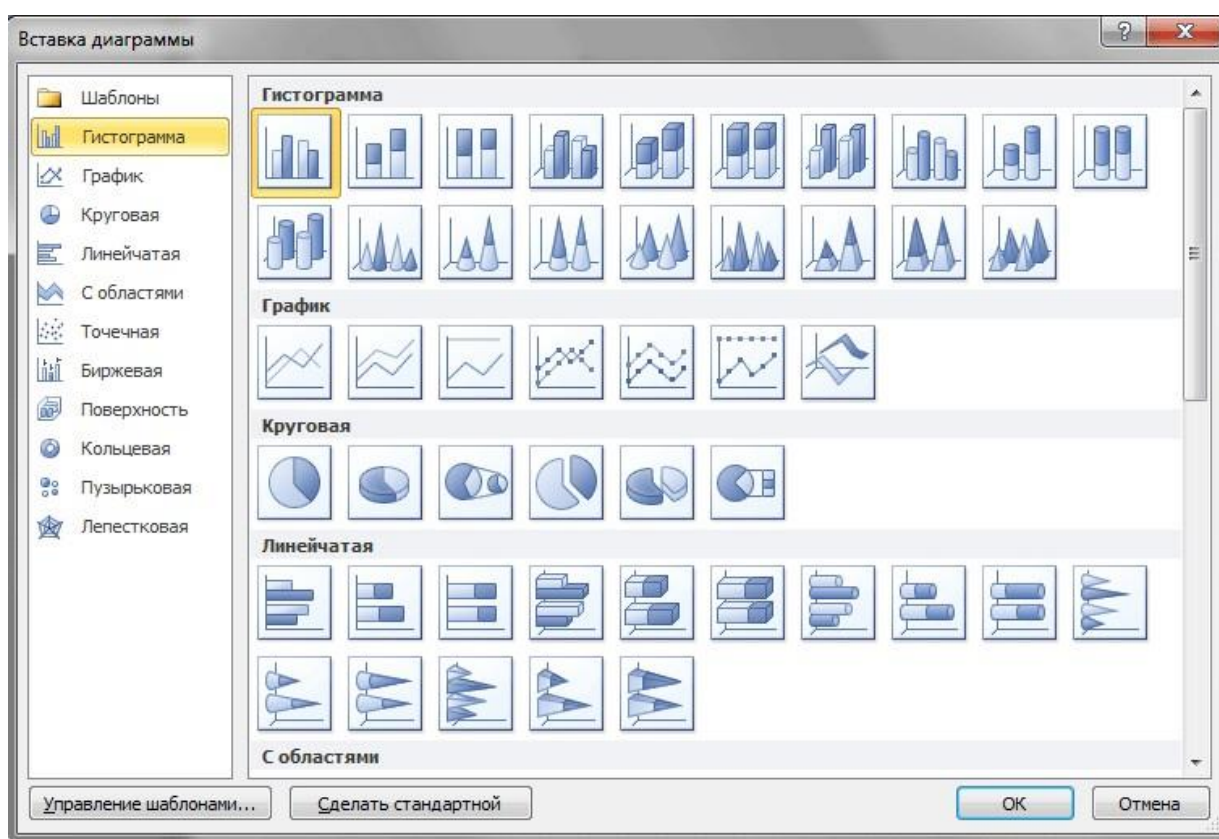 Вставка диаграммы
Шаблоны
Гистограмма
График
Круговая
Линейчатая
С областями
Точечная
Биржевая
Поверхность
Кольцевая
Пузырьковая
Лепестковая
Гистограмма
График
Круговая
Линейчатая
С областями
Управление шаблонами...
Сделать стандартной
ОК
Отмена